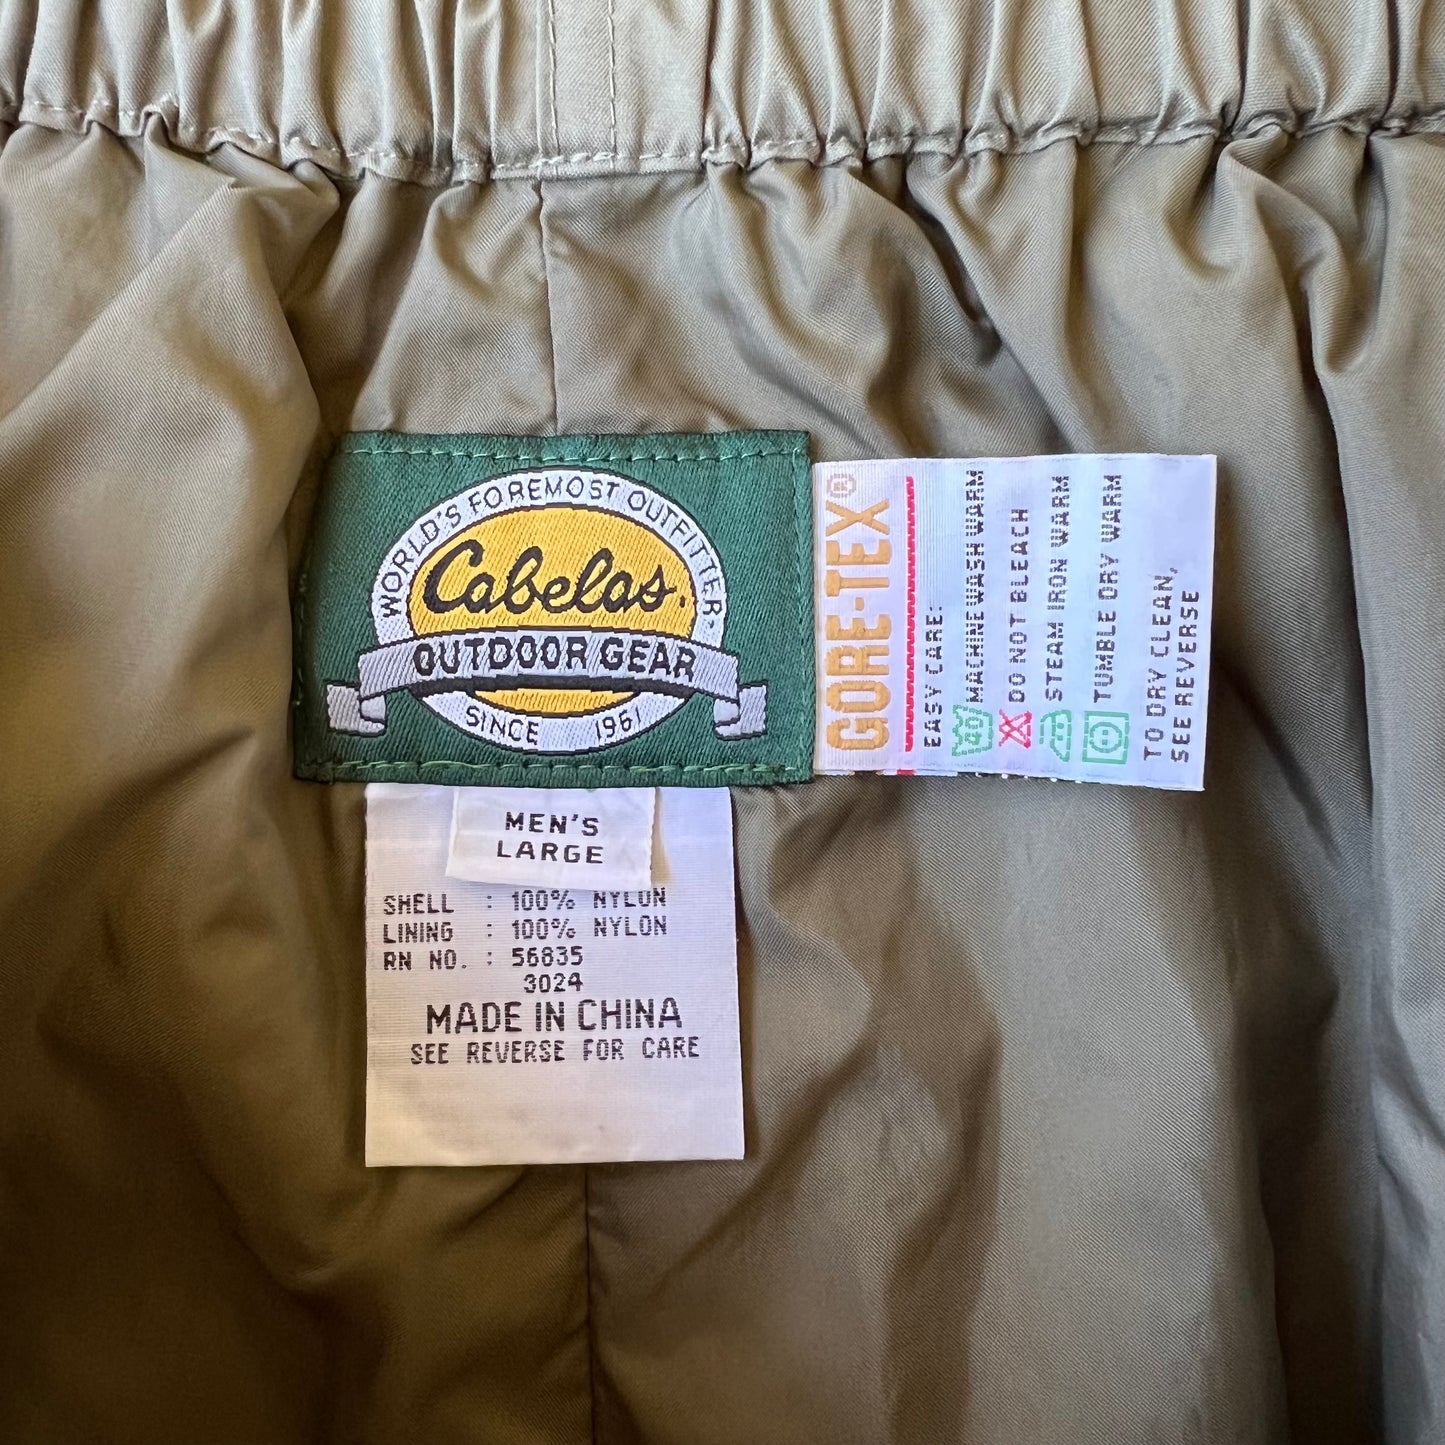 WORLD'S FOREMOST OUTFITTER.
Cabelas.
OUTDOOR GEAR
SINCE 1961
MEN'S
LARGE
SHELL : 100% NYLON
LINING : 100% NYLON
RN NO. : 56835
3024
MADE IN CHINA
SEE REVERSE FOR CARE
GORE-TEX®
EASY CARE:
40 MACHINE WASH WARM
DO NOT BLEACH
STEAM IRON WARM
TUMBLE DRY WARM
TO DRY CLEAN,
SEE REVERSE